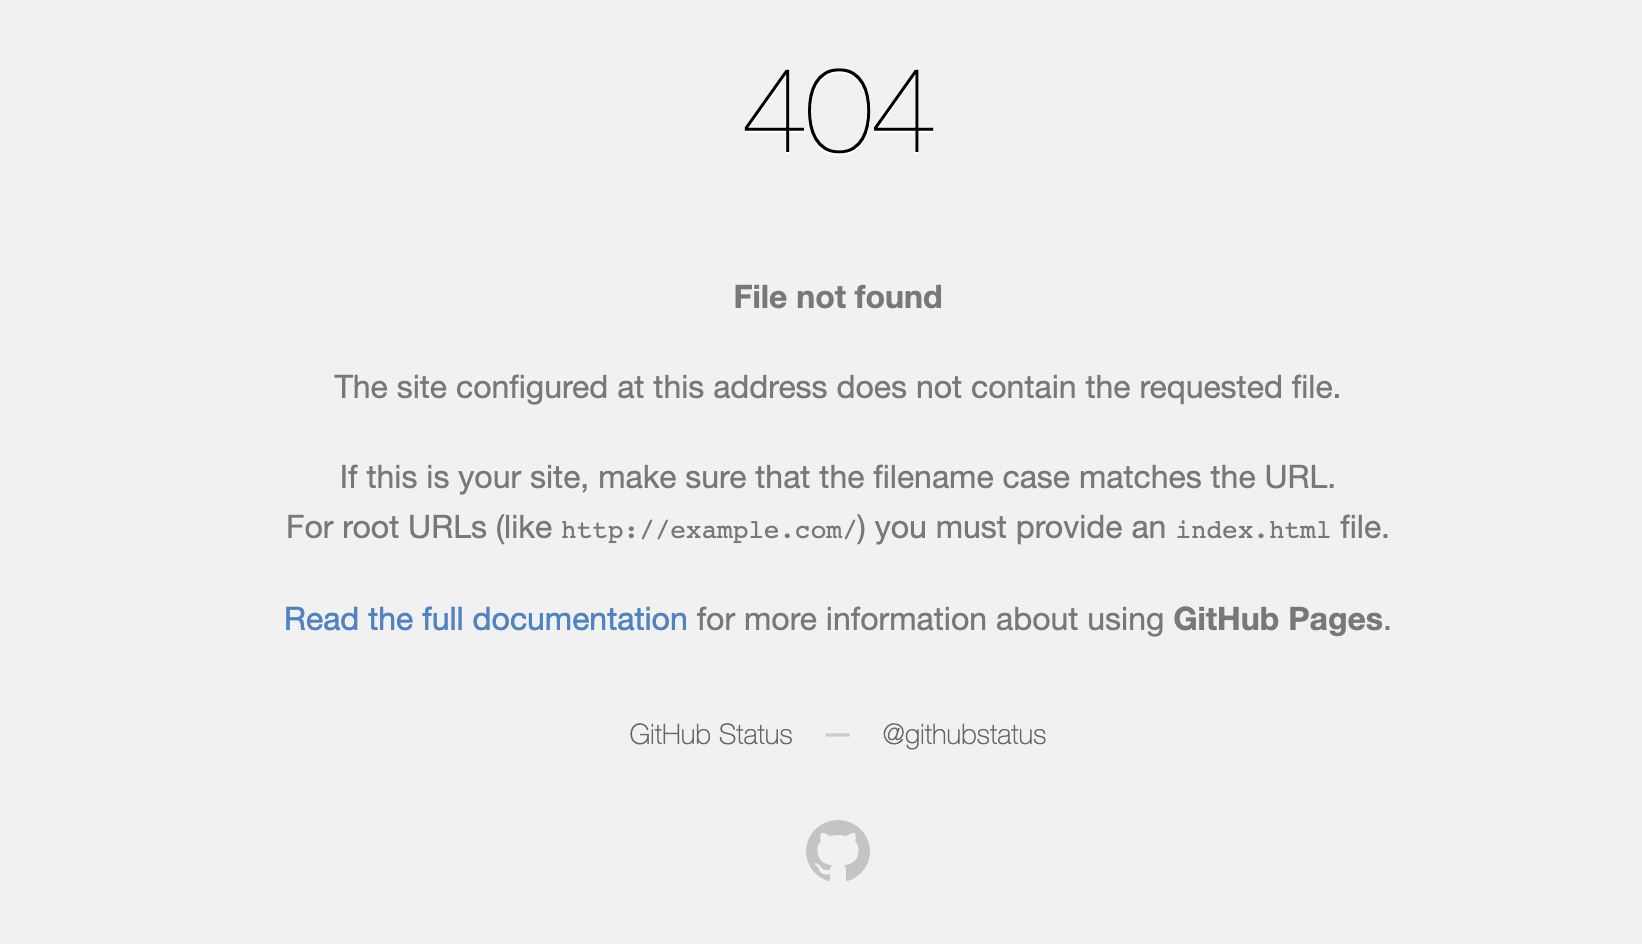 404
File not found
The site configured at this address does not contain the requested file.
If this is your site, make sure that the filename case matches the URL.
For root URLs (like http://example.com/) you must provide an index.html file.
Read the full documentation for more information about using GitHub Pages.
GitHub Status — @githubstatus